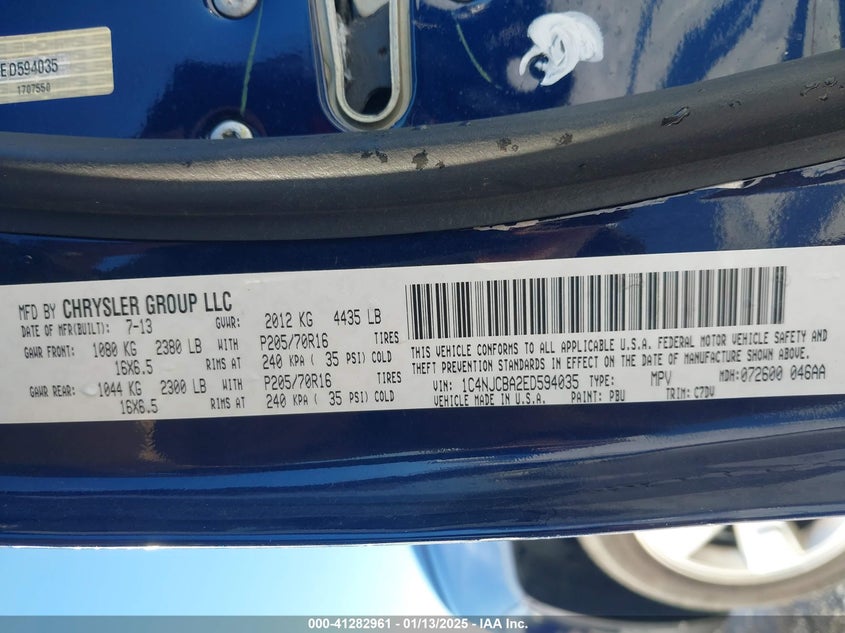 ED594035
1707550
MFD BY CHRYSLER GROUP LLC
DATE OF MFR(BUILT): 7-13 GVWR: 2012 KG 4435 LB
GAWR FRONT: 1080 KG 2380 LB WITH P205/70R16 TIRES
16X6.5 RIMS AT 240 KPA ( 35 PSI) COLD
GAWR REAR: 1044 KG 2300 LB WITH P205/70R16 TIRES
16X6.5 RIMS AT 240 KPA ( 35 PSI) COLD
THIS VEHICLE CONFORMS TO ALL APPLICABLE U.S.A. FEDERAL MOTOR VEHICLE SAFETY AND
THEFT PREVENTION STANDARDS IN EFFECT ON THE DATE OF MANUFACTURE SHOWN ABOVE.
VIN: 1C4NJCBA2ED594035 TYPE: MPV MDH: 072600 046AA
MADE IN U.S.A. PAINT: PBU TRIM: C7DV
000-41282961 - 01/13/2025 - IAA Inc.